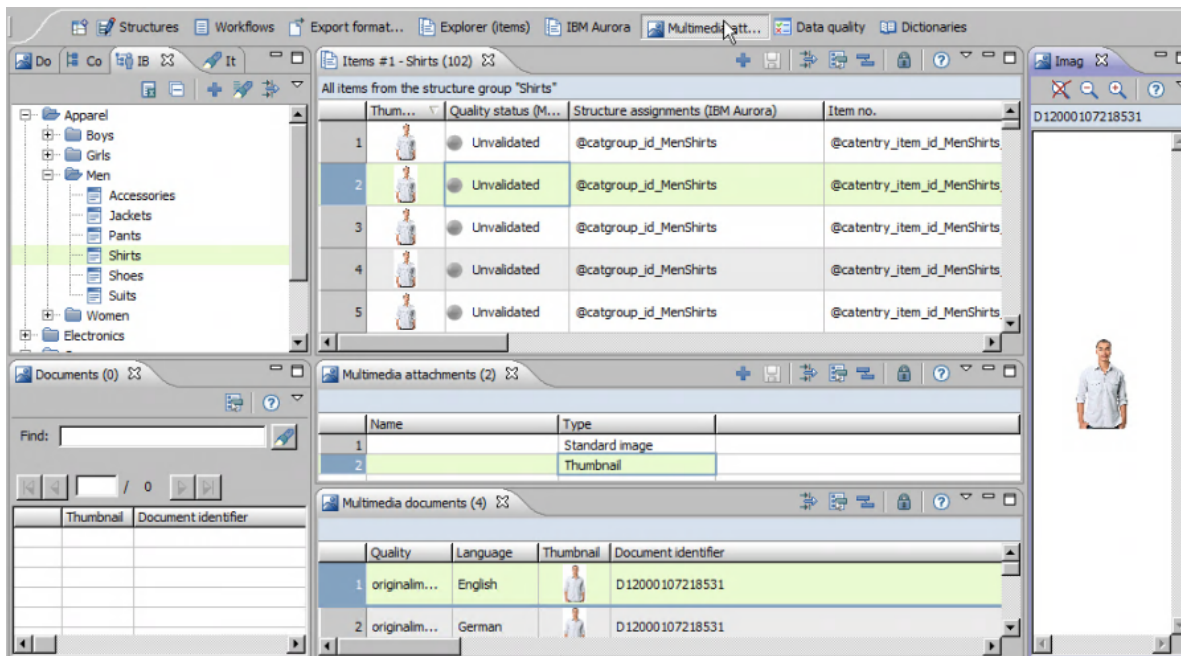 Structures Workflows Export format... Explorer (items) IBM Aurora Multimedia att... Data quality Dictionaries
Do Co IB It
Apparel
Boys
Girls
Men
Accessories
Jackets
Pants
Shirts
Shoes
Suits
Women
Electronics
Items #1 - Shirts (102)
All items from the structure group "Shirts"
Thum... Quality status (M... Structure assignments (IBM Aurora) Item no.
1 Unvalidated @catgroup_id_MenShirts @catentry_item_id_MenShirts_
2 Unvalidated @catgroup_id_MenShirts @catentry_item_id_MenShirts_
3 Unvalidated @catgroup_id_MenShirts @catentry_item_id_MenShirts_
4 Unvalidated @catgroup_id_MenShirts @catentry_item_id_MenShirts_
5 Unvalidated @catgroup_id_MenShirts @catentry_item_id_MenShirts_
Imag
D12000107218531
Documents (0)
Find:
/ 0
Thumbnail Document identifier
Multimedia attachments (2)
Name Type
1 Standard image
2 Thumbnail
Multimedia documents (4)
Quality Language Thumbnail Document identifier
1 originalim... English D12000107218531
2 originalim... German D12000107218531